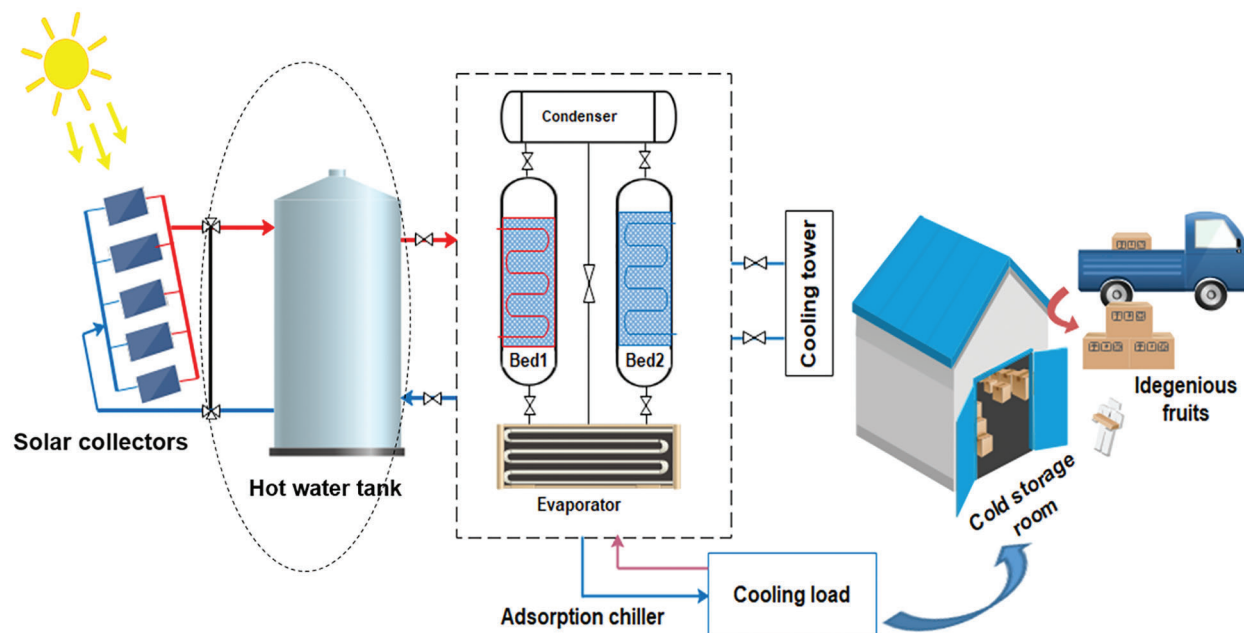 Condenser
Bed1
Bed2
Evaporator
Solar collectors
Hot water tank
Cooling tower
Idegenious
fruits
Cold storage
room
Adsorption chiller
Cooling load